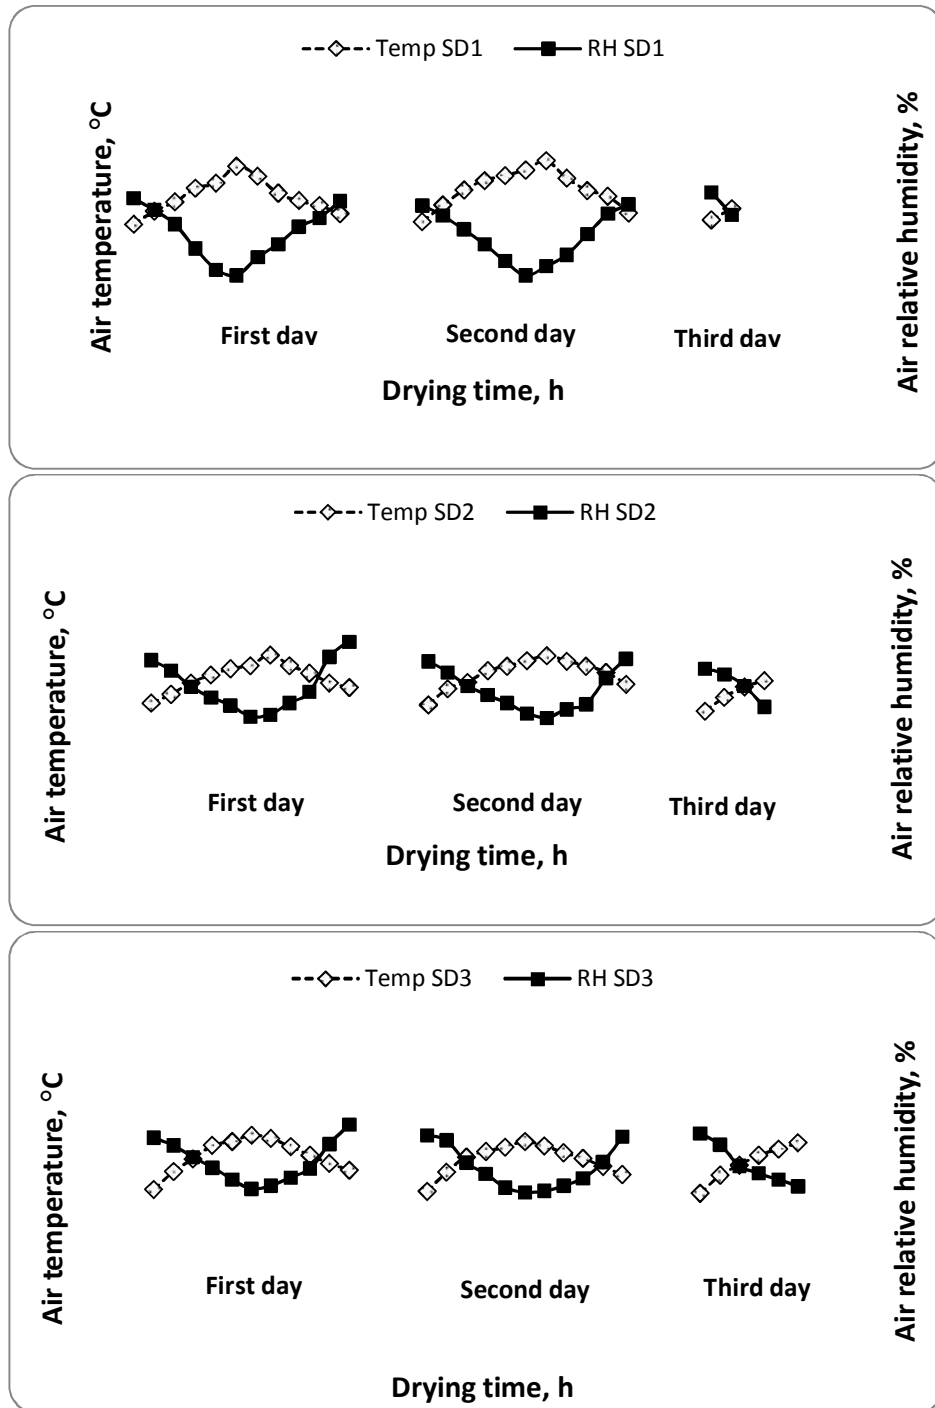 Temp SD1 RH SD1
Air temperature, °C
Air relative humidity, %
First day
Second day
Third day
Drying time, h
Temp SD2 RH SD2
Air temperature, °C
Air relative humidity, %
First day
Second day
Third day
Drying time, h
Temp SD3 RH SD3
Air temperature, °C
Air relative humidity, %
First day
Second day
Third day
Drying time, h